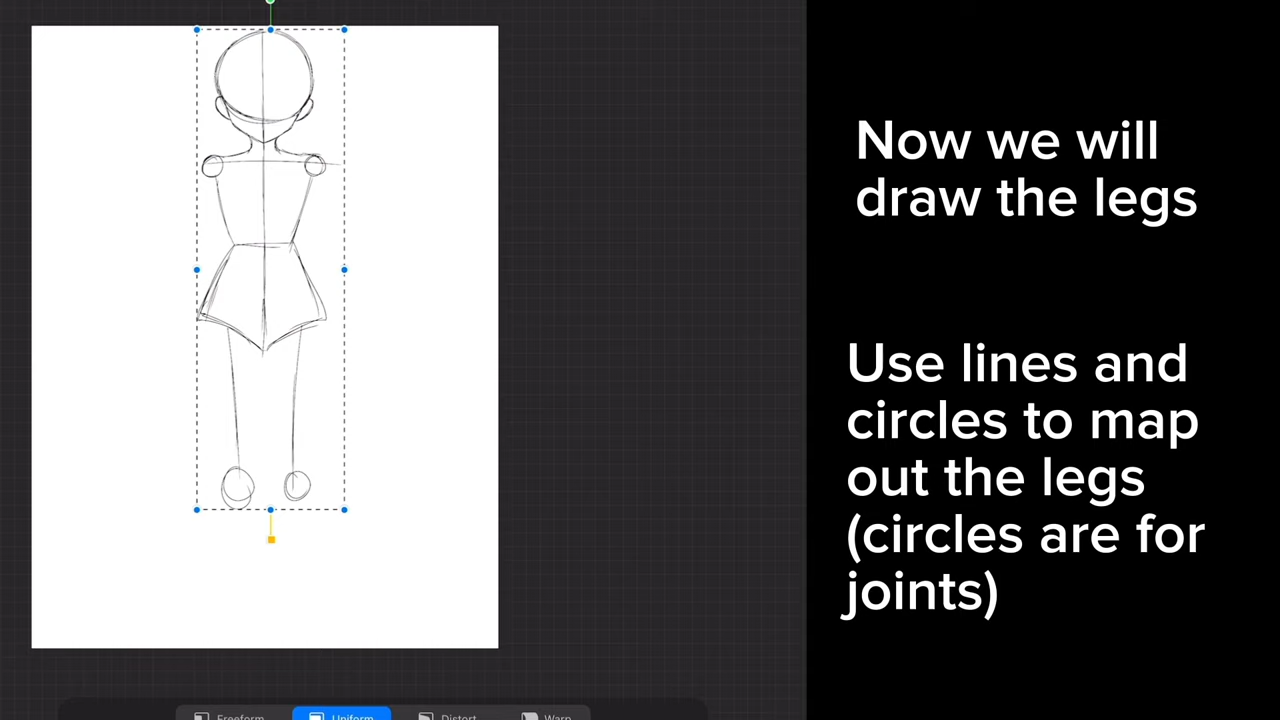 Now we will
draw the legs
Use lines and
circles to map
out the legs
(circles are for
joints)
Freeform Uniform Distort Warp